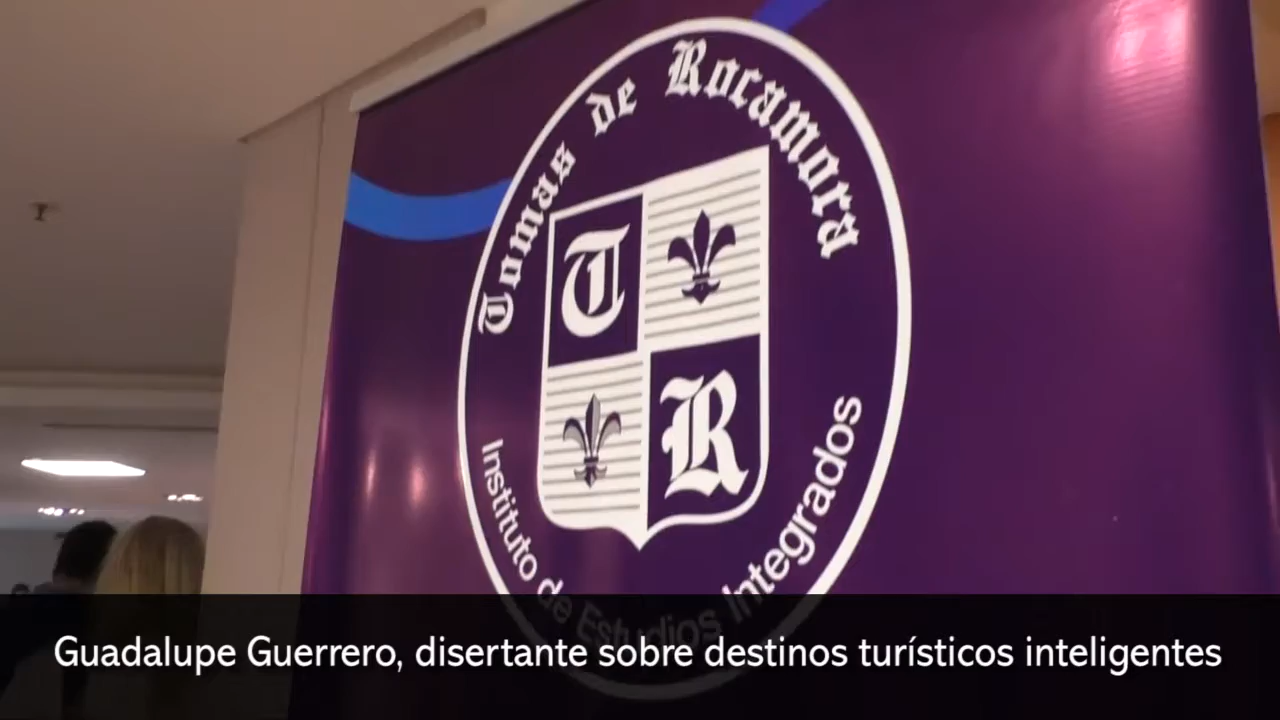 Tomas de Rocamora
T
R
Instituto de Estudios Integrados
Guadalupe Guerrero, disertante sobre destinos turísticos inteligentes